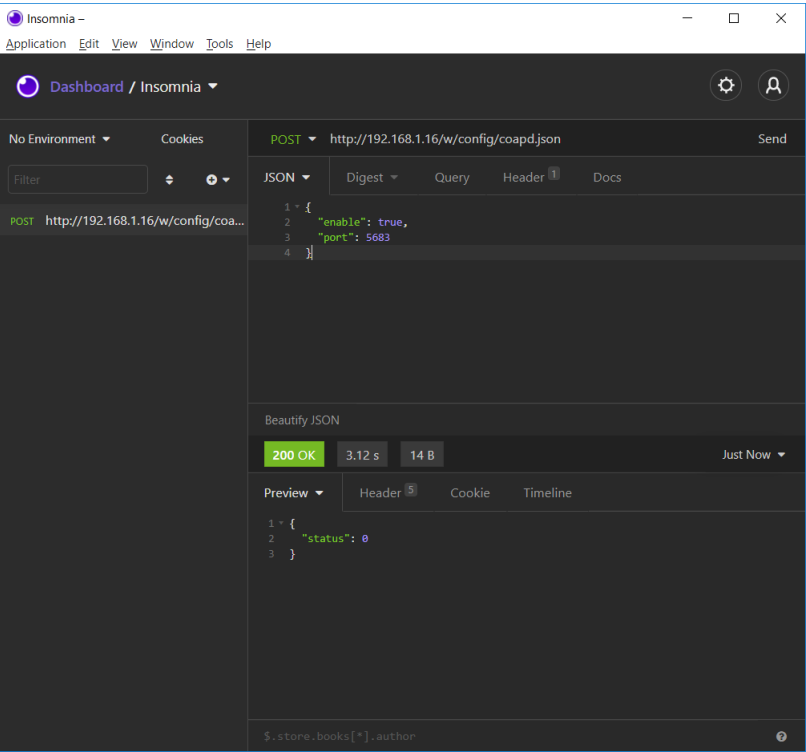 Insomnia –
Application Edit View Window Tools Help
Dashboard / Insomnia
No Environment Cookies
Filter
POST http://192.168.1.16/w/config/coa...
POST http://192.168.1.16/w/config/coapd.json Send
JSON Digest Query Header 1 Docs
1 {
2 "enable": true,
3 "port": 5683
4 }
Beautify JSON
200 OK 3.12 s 14 B Just Now
Preview Header 5 Cookie Timeline
1 {
2 "status": 0
3 }
$.store.books[*].author